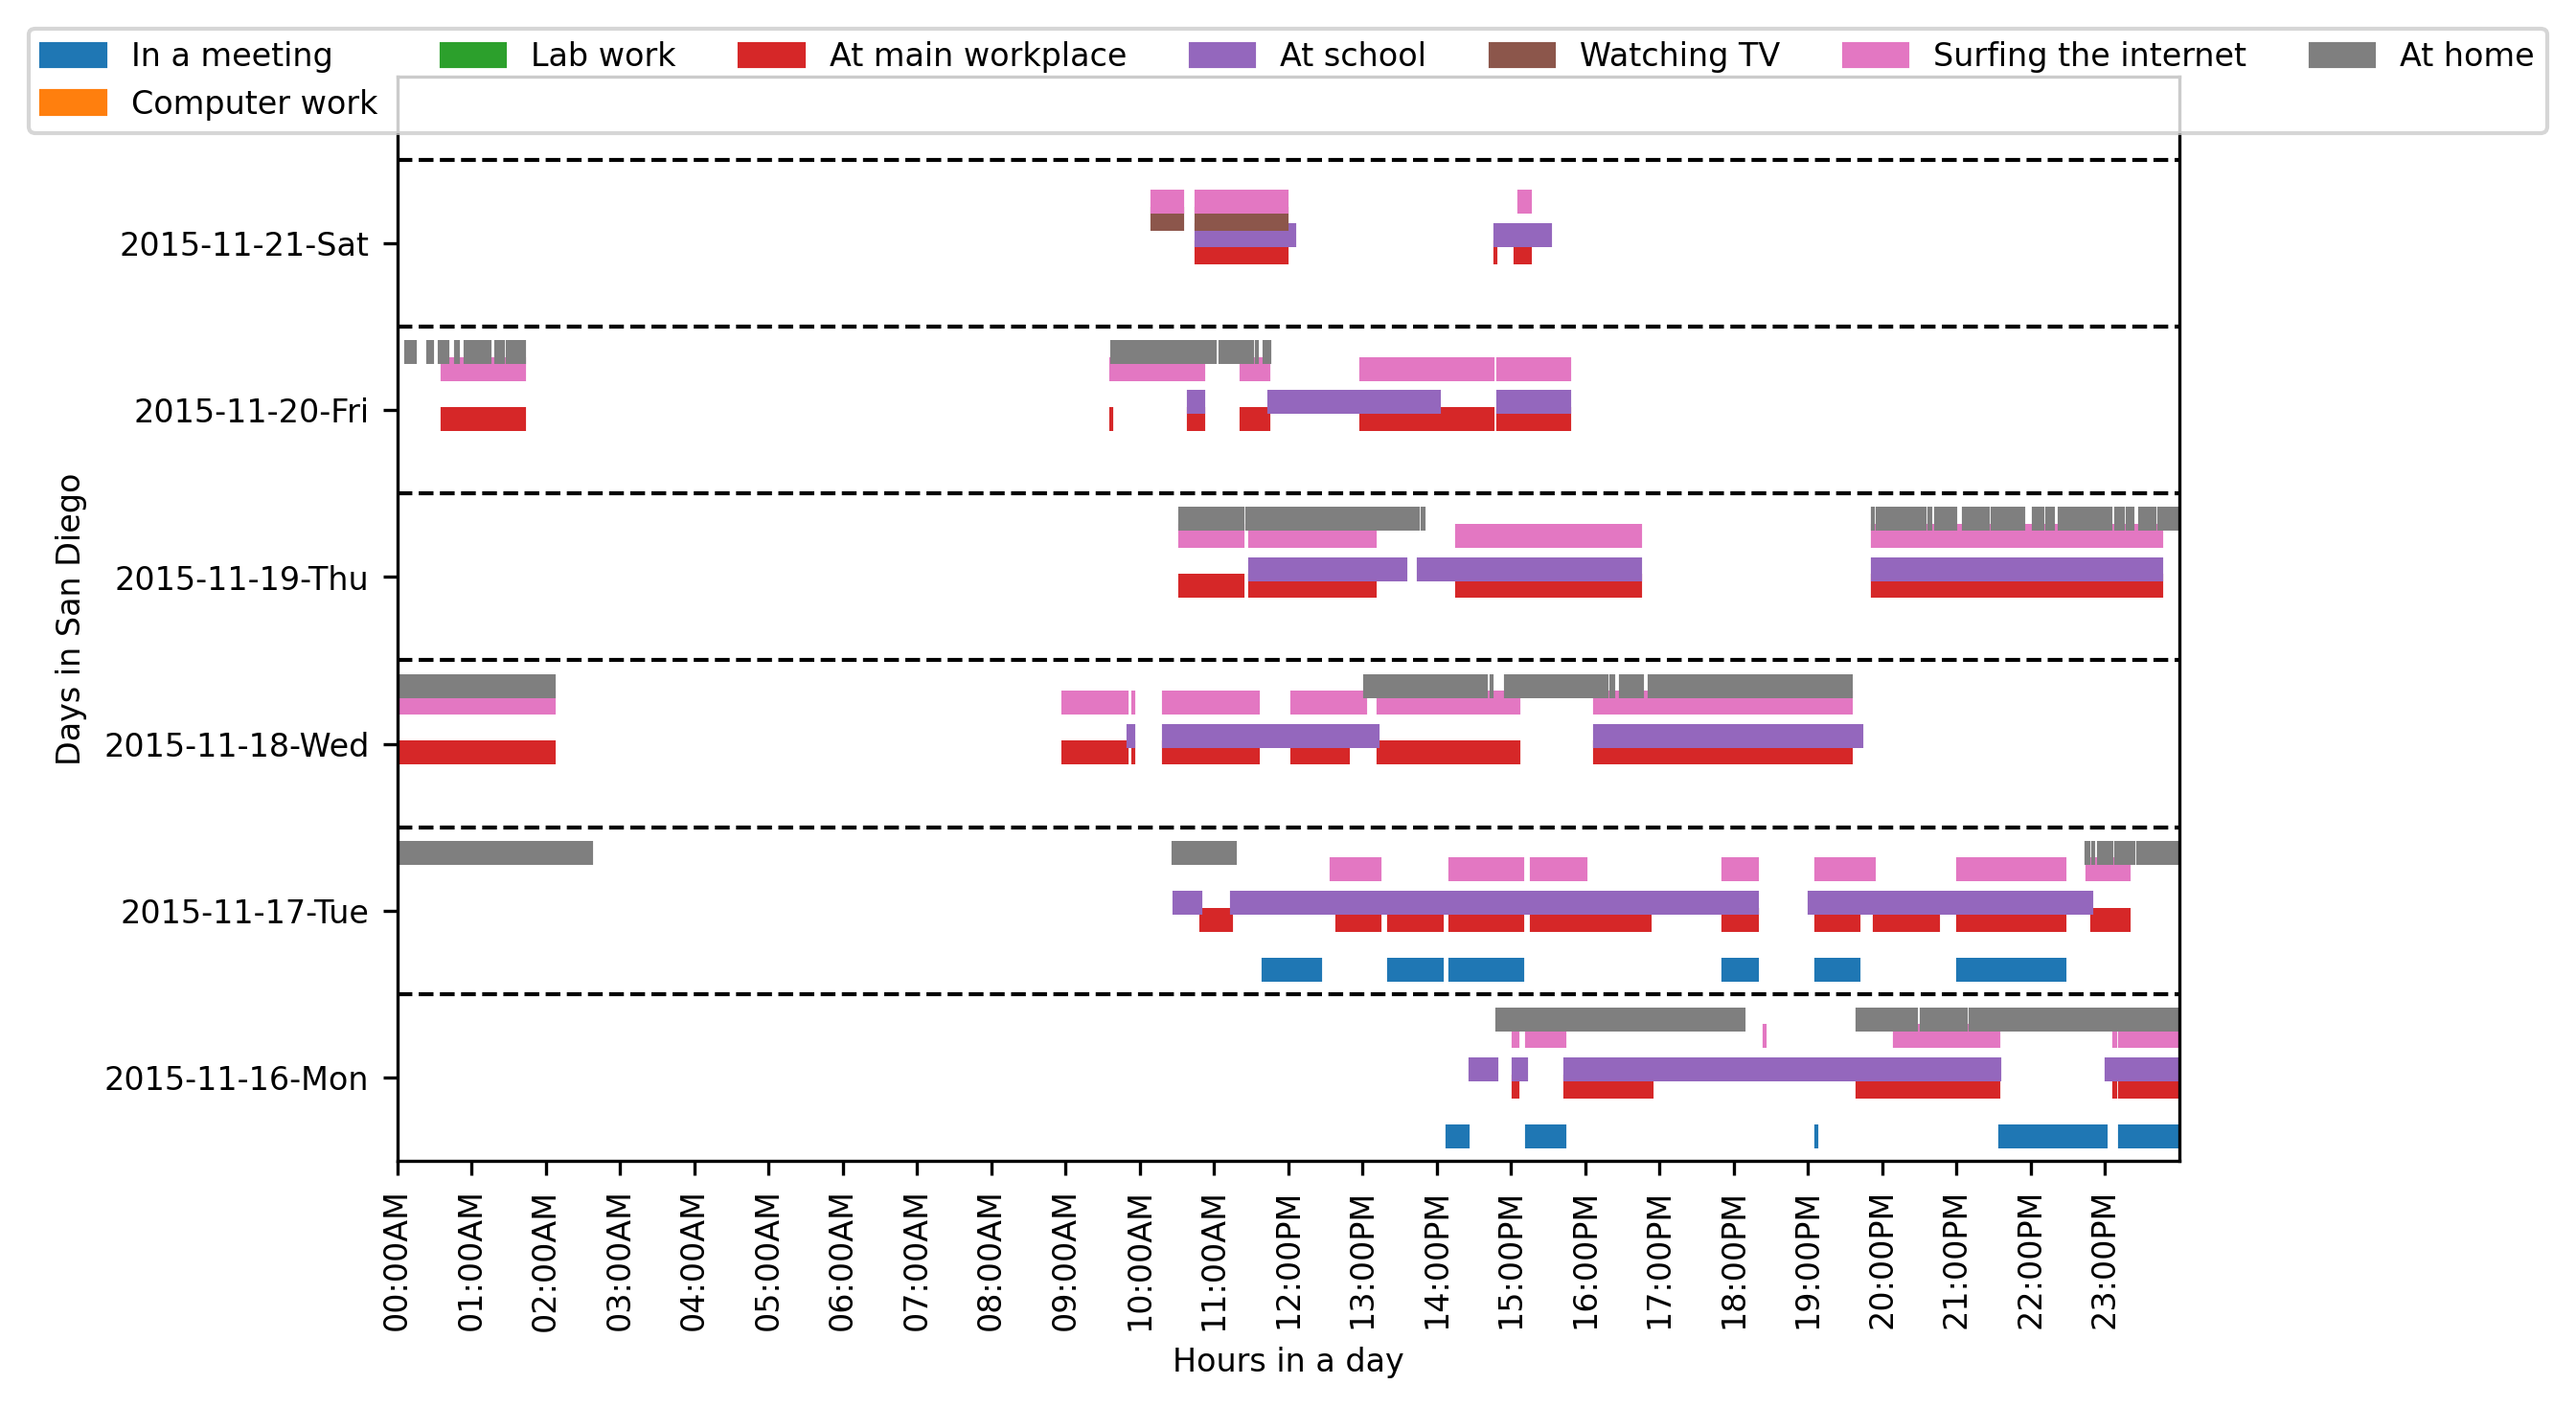 In a meeting Lab work At main workplace At school Watching TV Surfing the internet At home
Computer work
2015-11-21-Sat
2015-11-20-Fri
2015-11-19-Thu
2015-11-18-Wed
2015-11-17-Tue
2015-11-16-Mon
Days in San Diego
00:00AM 01:00AM 02:00AM 03:00AM 04:00AM 05:00AM 06:00AM 07:00AM 08:00AM 09:00AM 10:00AM 11:00AM 12:00PM 13:00PM 14:00PM 15:00PM 16:00PM 17:00PM 18:00PM 19:00PM 20:00PM 21:00PM 22:00PM 23:00PM
Hours in a day